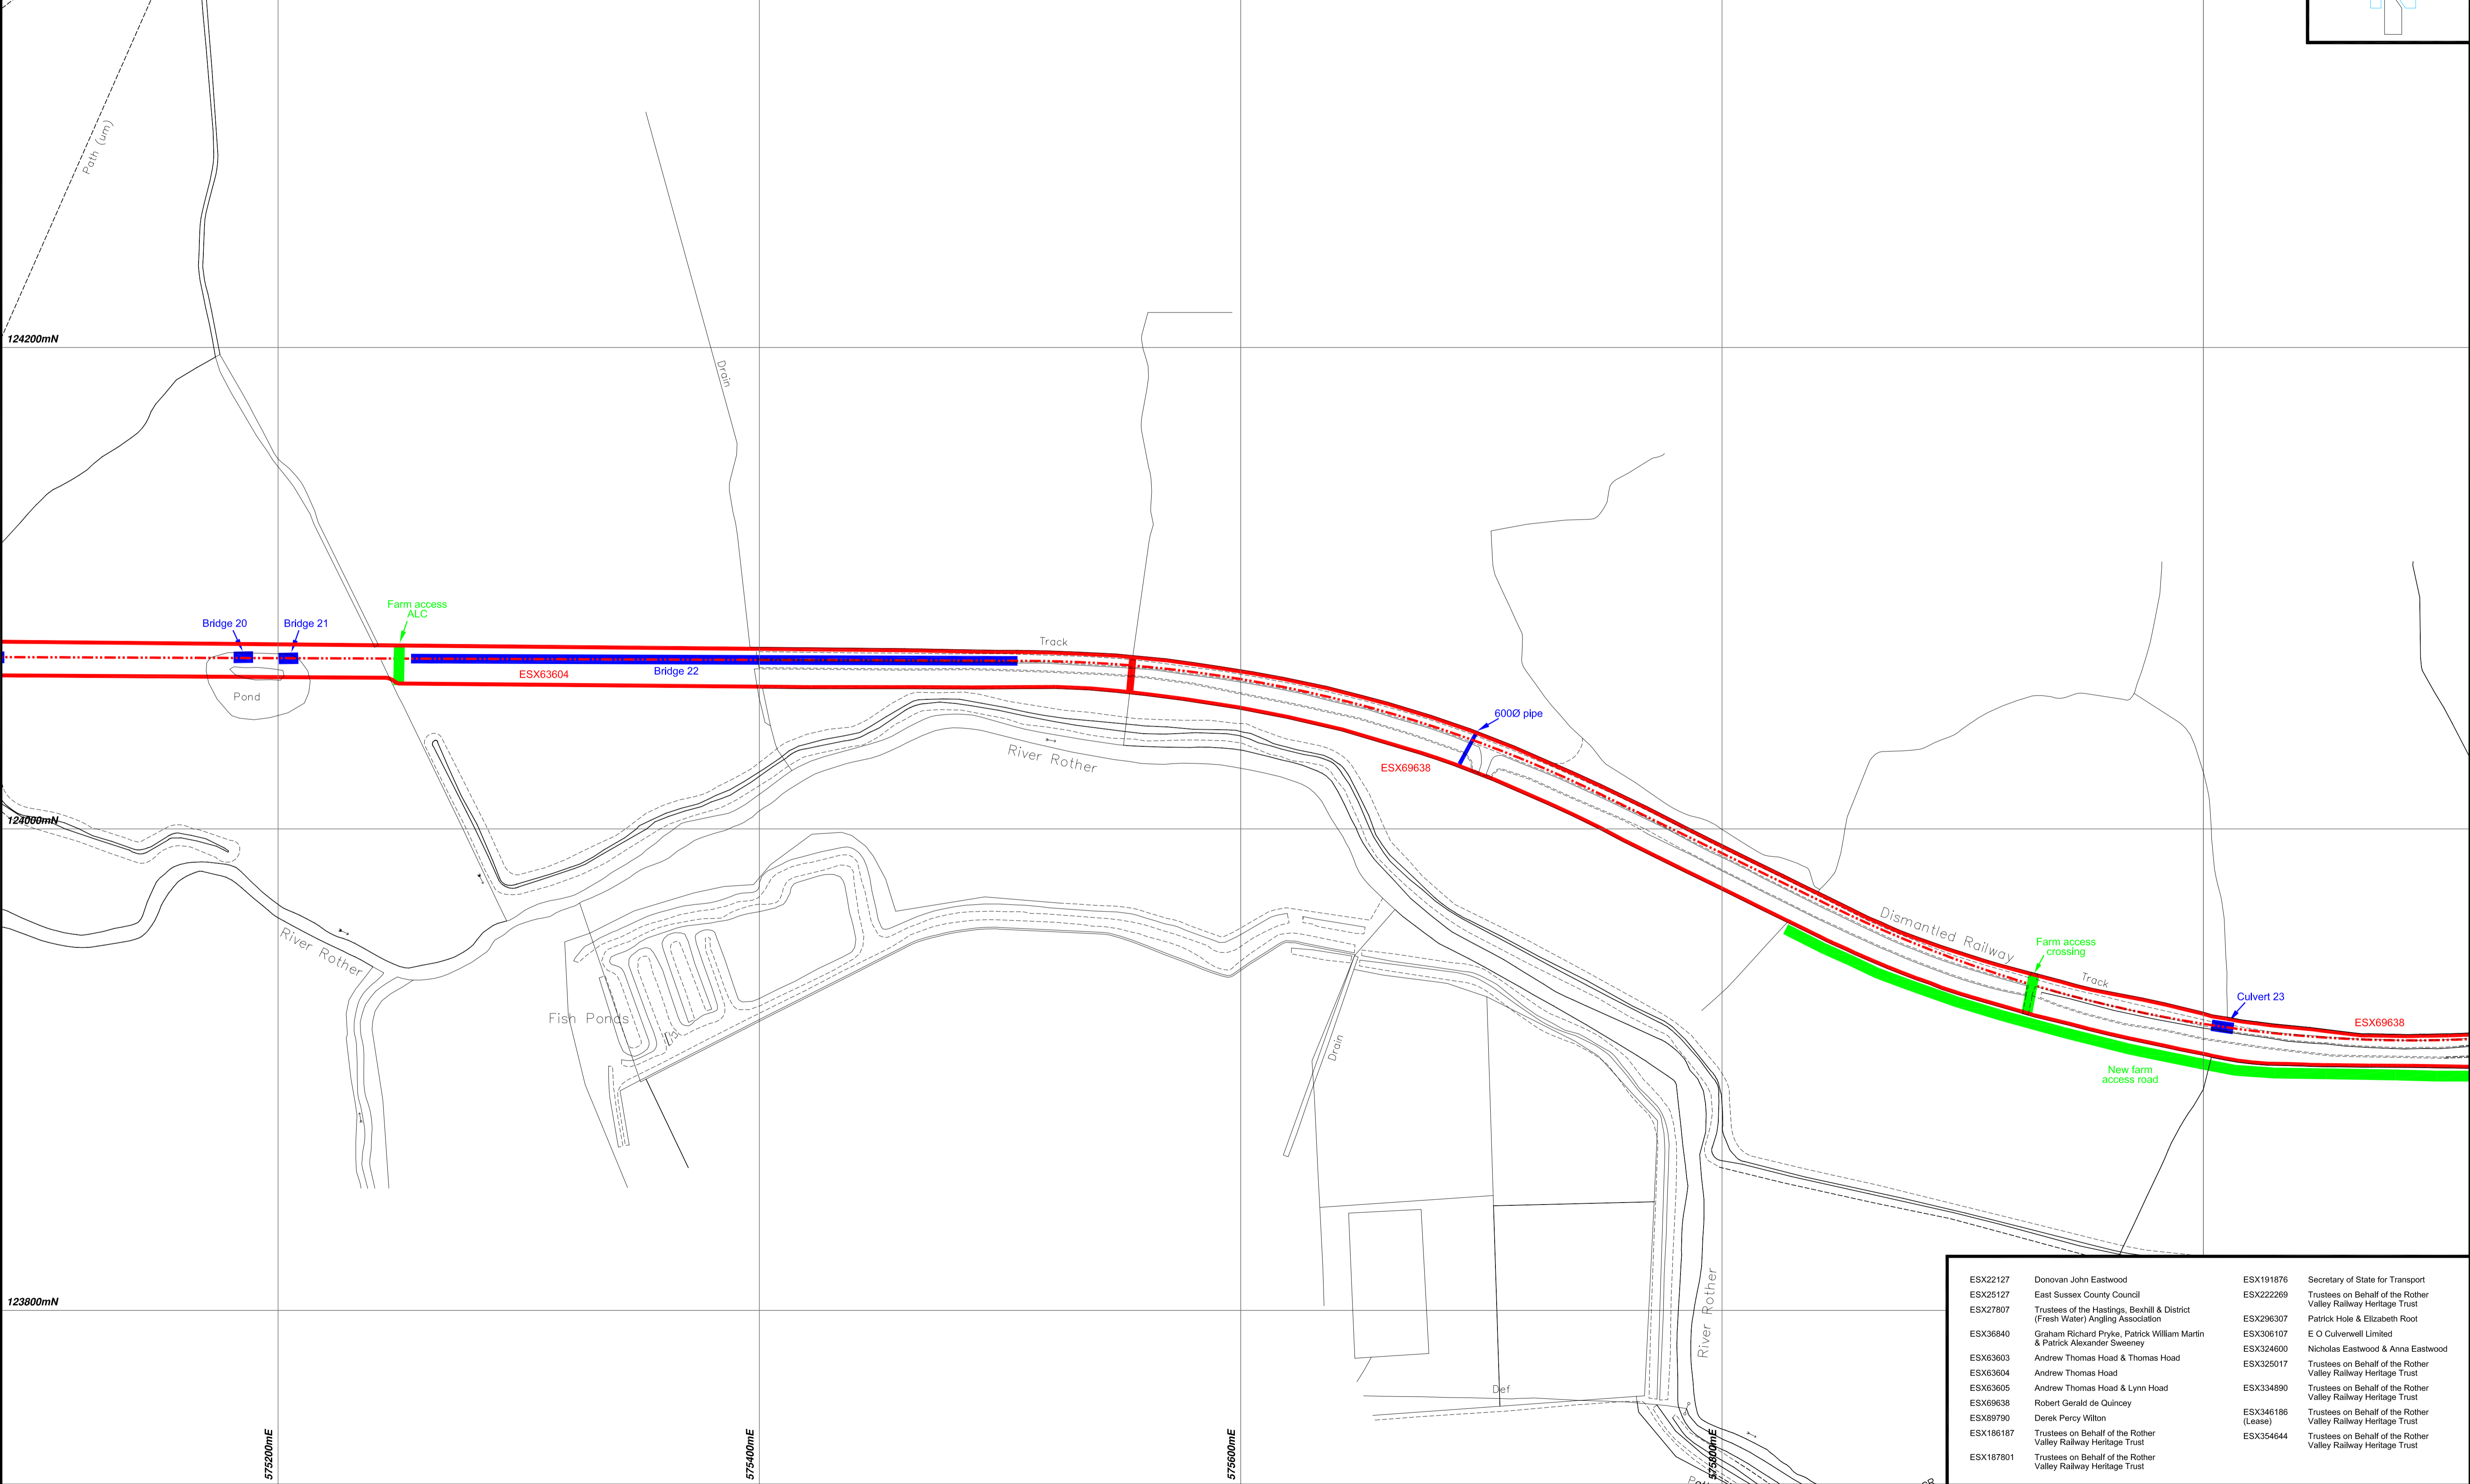 Path (um)
124200mN
Drain
Farm access
ALC
Bridge 20
Bridge 21
Track
ESX63604
Bridge 22
Pond
600Ø pipe
River Rother
ESX69638
124000mN
Dismantled Railway
River Rother
Farm access
crossing
Track
Culvert 23
Fish Ponds
ESX69638
Drain
New farm
access road
123800mN
River Rother
Def
575200mE
575400mE
575600mE
575800mE
ESX22127 Donovan John Eastwood
ESX25127 East Sussex County Council
ESX27807 Trustees of the Hastings, Bexhill & District
(Fresh Water) Angling Association
ESX36840 Graham Richard Pryke, Patrick William Martin
& Patrick Alexander Sweeney
ESX63603 Andrew Thomas Hoad & Thomas Hoad
ESX63604 Andrew Thomas Hoad
ESX63605 Andrew Thomas Hoad & Lynn Hoad
ESX69638 Robert Gerald de Quincey
ESX89790 Derek Percy Wilton
ESX186187 Trustees on Behalf of the Rother
Valley Railway Heritage Trust
ESX187801 Trustees on Behalf of the Rother
Valley Railway Heritage Trust
ESX191876 Secretary of State for Transport
ESX222269 Trustees on Behalf of the Rother
Valley Railway Heritage Trust
ESX296307 Patrick Hole & Elizabeth Root
ESX306107 E O Culverwell Limited
ESX324600 Nicholas Eastwood & Anna Eastwood
ESX325017 Trustees on Behalf of the Rother
Valley Railway Heritage Trust
ESX334890 Trustees on Behalf of the Rother
Valley Railway Heritage Trust
ESX346186 Trustees on Behalf of the Rother
(Lease) Valley Railway Heritage Trust
ESX354644 Trustees on Behalf of the Rother
Valley Railway Heritage Trust